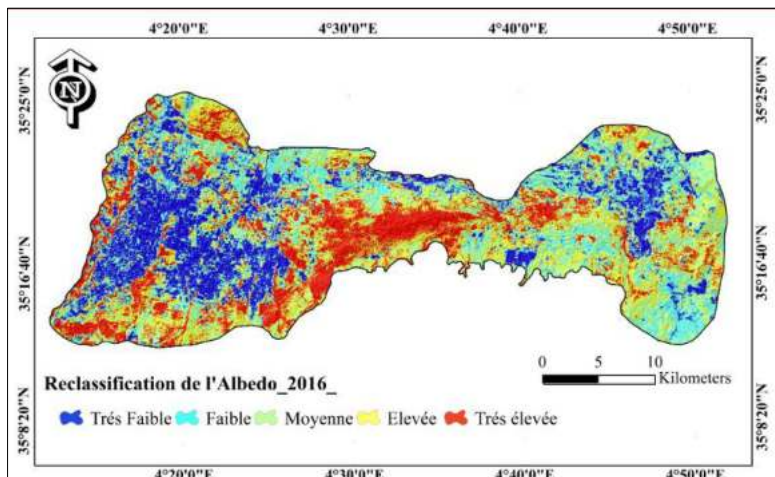 4°20'0"E 4°30'0"E 4°40'0"E 4°50'0"E
N
35°25'0"N 35°25'0"N
35°16'40"N 35°16'40"N
35°8'20"N 35°8'20"N
0 5 10
Kilometers
Reclassification de l'Albedo_2016_
Trés Faible Faible Moyenne Elevée Trés élevée
4°20'0"E 4°30'0"E 4°40'0"E 4°50'0"E